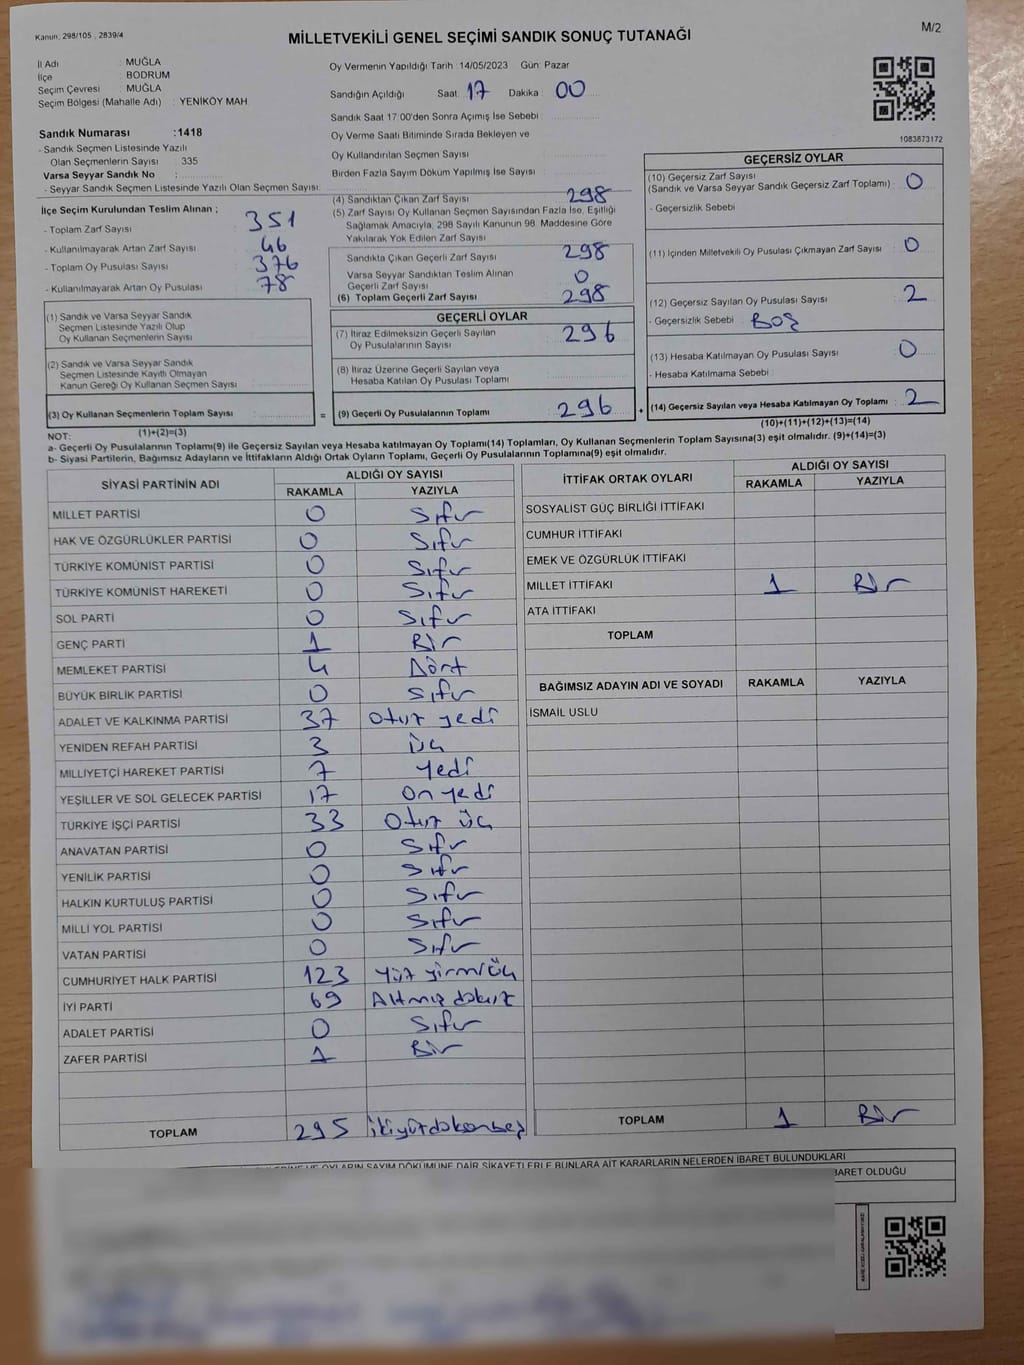 Kanun: 298/105 , 2839/4
M/2
MİLLETVEKİLİ GENEL SEÇİMİ SANDIK SONUÇ TUTANAĞI
İl Adı : MUĞLA
İlçe : BODRUM
Seçim Çevresi : MUĞLA
Seçim Bölgesi (Mahalle Adı) : YENİKÖY MAH.
Sandık Numarası :1418
- Sandık Seçmen Listesinde Yazılı
Olan Seçmenlerin Sayısı : 335
Varsa Seyyar Sandık No :
- Seyyar Sandık Seçmen Listesinde Yazılı Olan Seçmen Sayısı:
Oy Vermenin Yapıldığı Tarih :14/05/2023 Gün: Pazar
Sandığın Açıldığı Saat: 17 Dakika : 00
Sandık Saat 17:00'den Sonra Açımış İse Sebebi :
Oy Verme Saati Bitiminde Sırada Bekleyen ve
Oy Kullandırılan Seçmen Sayısı
Birden Fazla Sayım Döküm Yapılmış İse Sayısı :
1083873172
İlçe Seçim Kurulundan Teslim Alınan ;
- Toplam Zarf Sayısı : 351
- Kullanılmayarak Artan Zarf Sayısı : 46
- Toplam Oy Pusulası Sayısı : 376
- Kullanılmayarak Artan Oy Pusulası : 78
(4) Sandıktan Çıkan Zarf Sayısı : 298
(5) Zarf Sayısı Oy Kullanan Seçmen Sayısından Fazla İse, Eşitliği
Sağlamak Amacıyla, 298 Sayılı Kanunun 98. Maddesine Göre
Yakılarak Yok Edilen Zarf Sayısı
Sandıkta Çıkan Geçerli Zarf Sayısı : 298
Varsa Seyyar Sandıktan Teslim Alınan
Geçerli Zarf Sayısı : 0
(6) Toplam Geçerli Zarf Sayısı : 298
GEÇERSİZ OYLAR
(10) Geçersiz Zarf Sayısı
(Sandık ve Varsa Seyyar Sandık Geçersiz Zarf Toplamı) : 0
- Geçersizlik Sebebi
(11) İçinden Milletvekili Oy Pusulası Çıkmayan Zarf Sayısı : 0
(12) Geçersiz Sayılan Oy Pusulası Sayısı : 2
- Geçersizlik Sebebi : BOŞ
(13) Hesaba Katılmayan Oy Pusulası Sayısı : 0
- Hesaba Katılmama Sebebi :
(14) Geçersiz Sayılan veya Hesaba Katılmayan Oy Toplamı : 2
(10)+(11)+(12)+(13)=(14)
(1) Sandık ve Varsa Seyyar Sandık
Seçmen Listesinde Yazılı Olup
Oy Kullanan Seçmenlerin Sayısı :
(2) Sandık ve Varsa Seyyar Sandık
Seçmen Listesinde Kayıtlı Olmayan
Kanun Gereği Oy Kullanan Seçmen Sayısı :
(3) Oy Kullanan Seçmenlerin Toplam Sayısı :
(1)+(2)=(3)
GEÇERLİ OYLAR
(7) İtiraz Edilmeksizin Geçerli Sayılan
Oy Pusulalarının Sayısı : 296
(8) İtiraz Üzerine Geçerli Sayılan veya
Hesaba Katılan Oy Pusulası Toplamı :
= (9) Geçerli Oy Pusulalarının Toplamı : 296 +
NOT:
a- Geçerli Oy Pusulalarının Toplamı(9) ile Geçersiz Sayılan veya Hesaba katılmayan Oy Toplamı(14) Toplamları, Oy Kullanan Seçmenlerin Toplam Sayısına(3) eşit olmalıdır. (9)+(14)=(3)
b- Siyasi Partilerin, Bağımsız Adayların ve İttifakların Aldığı Ortak Oyların Toplamı, Geçerli Oy Pusulalarının Toplamına(9) eşit olmalıdır.
SİYASİ PARTİNİN ADI ALDIĞI OY SAYISI
RAKAMLA YAZIYLA
MİLLET PARTİSİ 0 Sıfır
HAK VE ÖZGÜRLÜKLER PARTİSİ 0 Sıfır
TÜRKİYE KOMÜNİST PARTİSİ 0 Sıfır
TÜRKİYE KOMÜNİST HAREKETİ 0 Sıfır
SOL PARTİ 0 Sıfır
GENÇ PARTİ 1 Bir
MEMLEKET PARTİSİ 4 Dört
BÜYÜK BİRLİK PARTİSİ 0 Sıfır
ADALET VE KALKINMA PARTİSİ 37 Otuz yedi
YENİDEN REFAH PARTİSİ 3 Üç
MİLLİYETÇİ HAREKET PARTİSİ 7 Yedi
YEŞİLLER VE SOL GELECEK PARTİSİ 17 On yedi
TÜRKİYE İŞÇİ PARTİSİ 33 Otuz üç
ANAVATAN PARTİSİ 0 Sıfır
YENİLİK PARTİSİ 0 Sıfır
HALKIN KURTULUŞ PARTİSİ 0 Sıfır
MİLLİ YOL PARTİSİ 0 Sıfır
VATAN PARTİSİ 0 Sıfır
CUMHURİYET HALK PARTİSİ 123 Yüz yirmi üç
İYİ PARTİ 69 Altmış dokuz
ADALET PARTİSİ 0 Sıfır
ZAFER PARTİSİ 1 Bir
TOPLAM 295 ikiyüzdoksanbeş
İTTİFAK ORTAK OYLARI ALDIĞI OY SAYISI
RAKAMLA YAZIYLA
SOSYALİST GÜÇ BİRLİĞİ İTTİFAKI
CUMHUR İTTİFAKI
EMEK VE ÖZGÜRLÜK İTTİFAKI
MİLLET İTTİFAKI 1 Bir
ATA İTTİFAKI
TOPLAM
BAĞIMSIZ ADAYIN ADI VE SOYADI RAKAMLA YAZIYLA
İSMAİL USLU
TOPLAM 1 Bir
OYLARIN SAYIM DÖKÜMÜNE DAİR ŞİKAYETLERLE BUNLARA AİT KARARLARIN NELERDEN İBARET BULUNDUKLARI
OLDUĞU